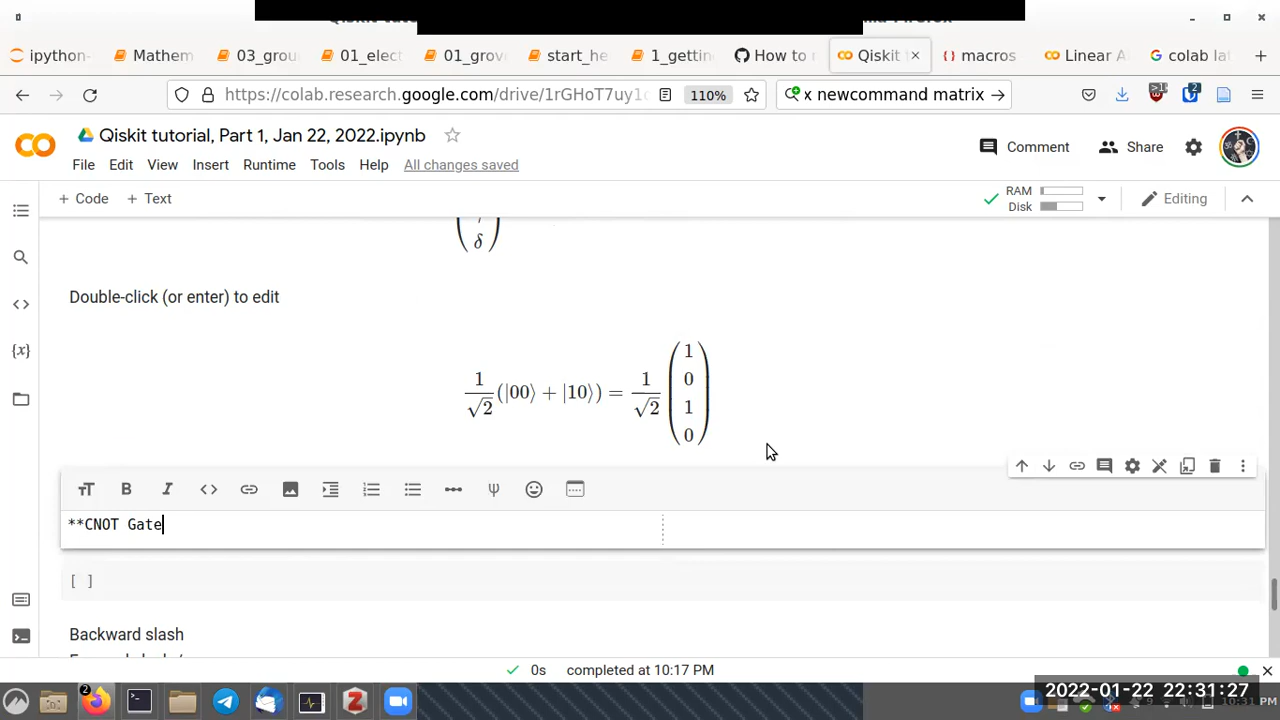 ipython-
Mathem
03_grou
01_elect
01_grov
start_he
1_getting
How to
Qiskit
macros
Linear A
colab la
https://colab.research.google.com/drive/1rGHoT7uy1
110%
x newcommand matrix
>1
2
Qiskit tutorial, Part 1, Jan 22, 2022.ipynb
File Edit View Insert Runtime Tools Help All changes saved
Comment
Share
+ Code + Text
RAM
Disk
Editing
δ
Double-click (or enter) to edit
1/√2 (|00⟩ + |10⟩) = 1/√2 (1 0 1 0)
**CNOT Gate
[ ]
Backward slash
0s completed at 10:17 PM
2
2022-01-22 22:31:27